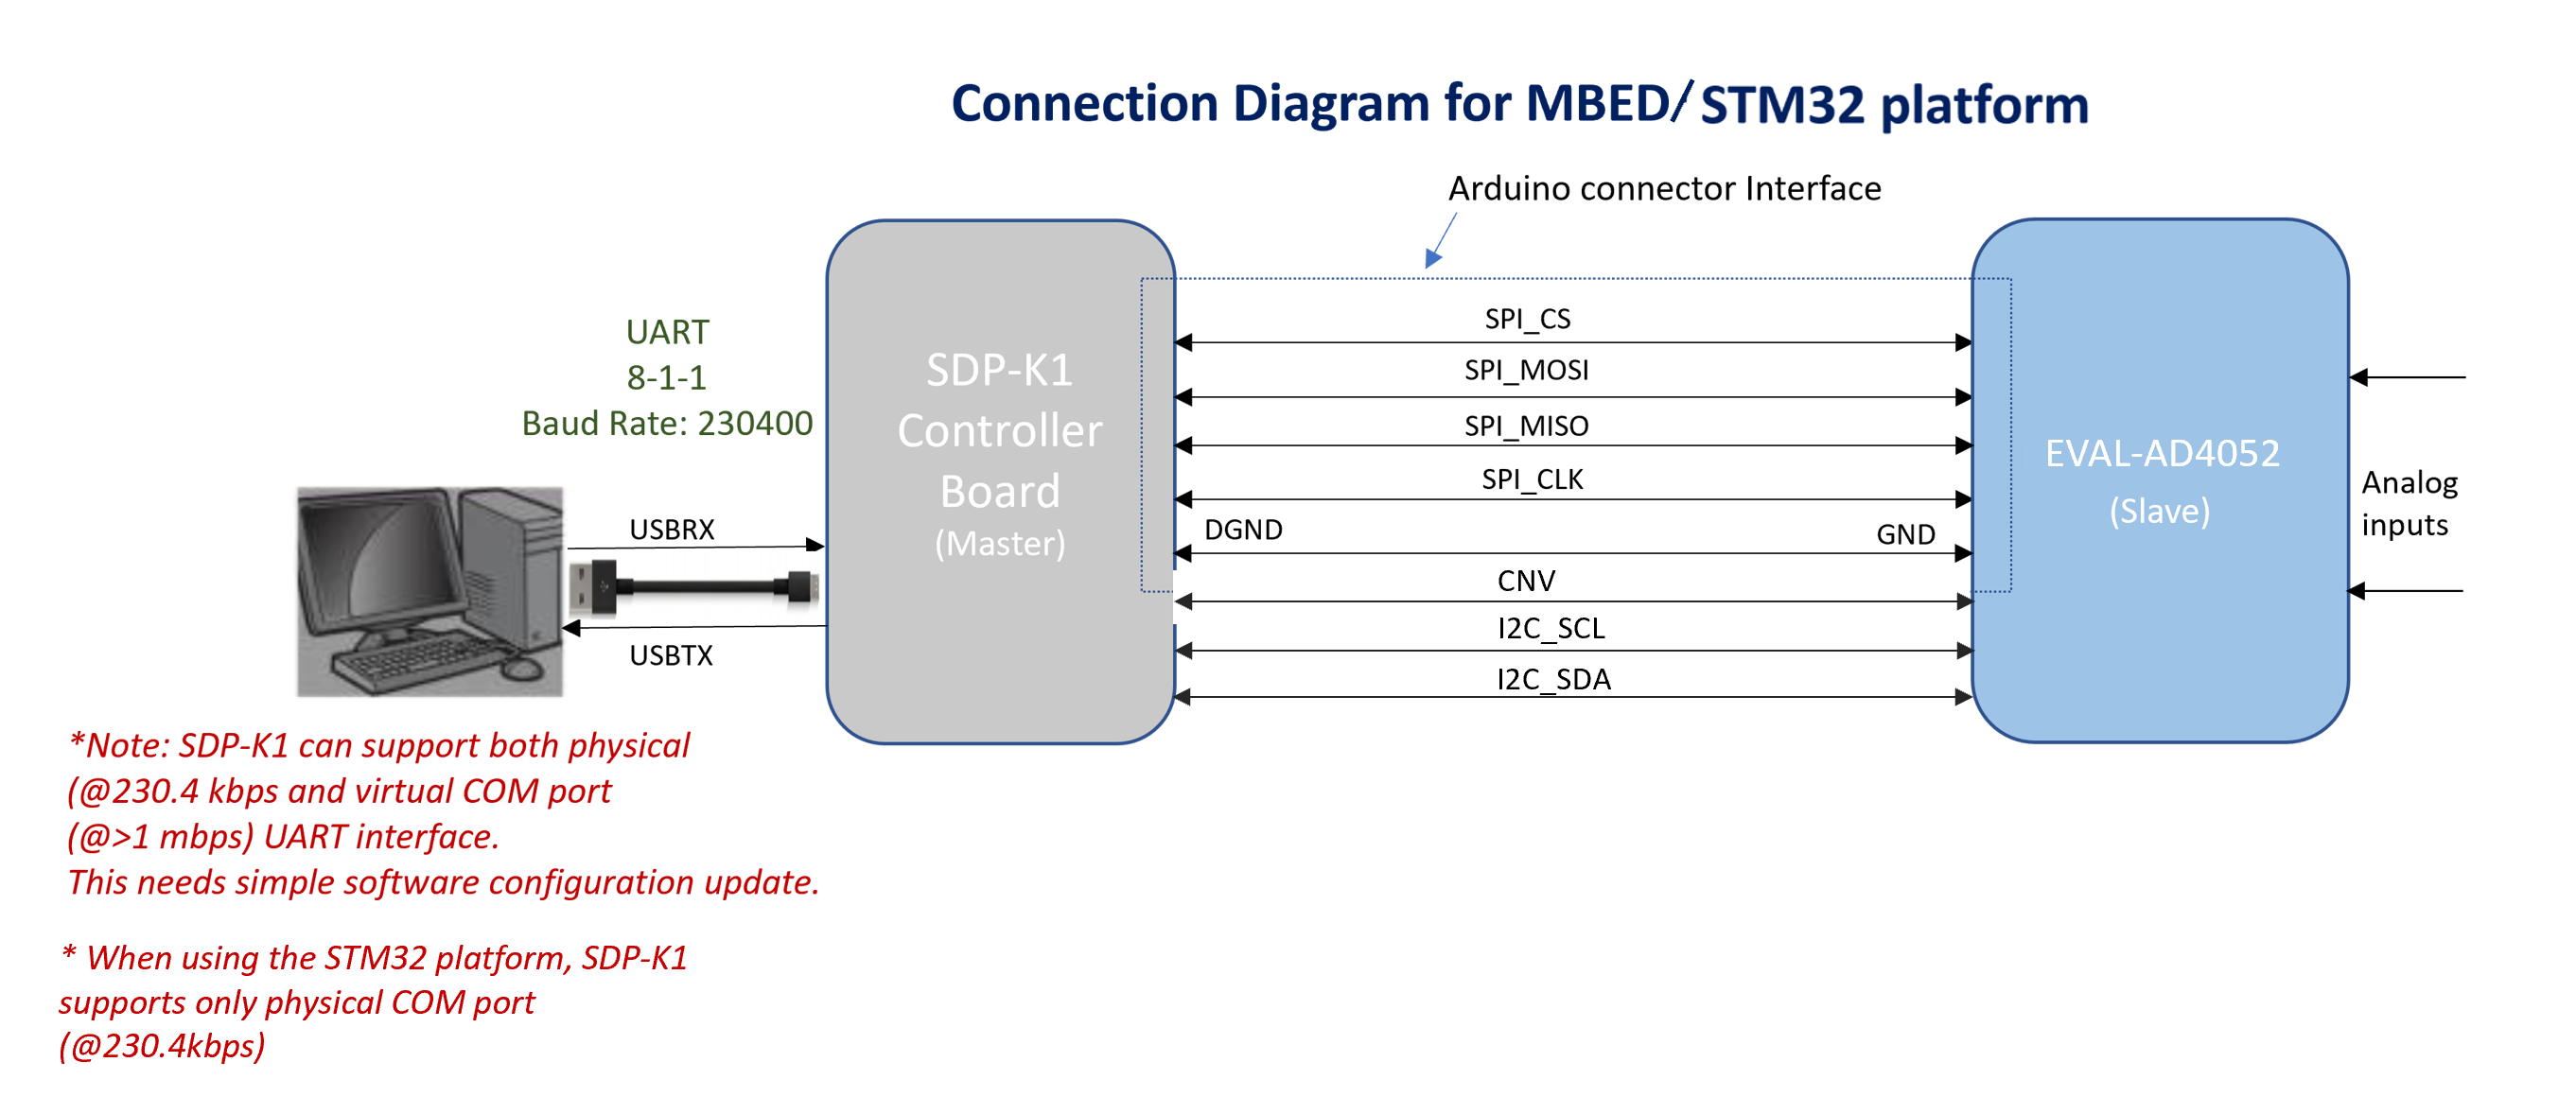 Connection Diagram for MBED/STM32 platform
Arduino connector Interface
UART
8-1-1
Baud Rate: 230400
SDP-K1
Controller
Board
(Master)
SPI_CS
SPI_MOSI
SPI_MISO
SPI_CLK
DGND
GND
CNV
I2C_SCL
I2C_SDA
EVAL-AD4052
(Slave)
Analog
inputs
USBRX
USBTX
*Note: SDP-K1 can support both physical
(@230.4 kbps and virtual COM port
(@>1 mbps) UART interface.
This needs simple software configuration update.
* When using the STM32 platform, SDP-K1
supports only physical COM port
(@230.4kbps)